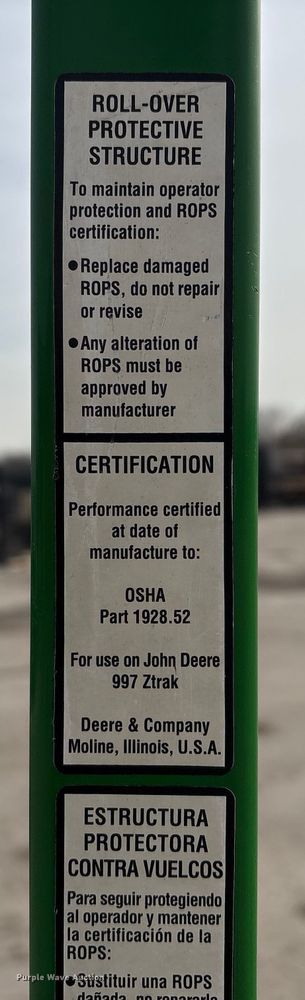 ROLL-OVER
PROTECTIVE
STRUCTURE
To maintain operator
protection and ROPS
certification:
● Replace damaged
ROPS, do not repair
or revise
● Any alteration of
ROPS must be
approved by
manufacturer
CERTIFICATION
Performance certified
at date of
manufacture to:
OSHA
Part 1928.52
For use on John Deere
997 Ztrak
Deere & Company
Moline, Illinois, U.S.A.
ESTRUCTURA
PROTECTORA
CONTRA VUELCOS
Para seguir protegiendo
al operador y mantener
la certificación de la
ROPS:
● Sustituir una ROPS
dañada, no repararla
Purple Wave Auction